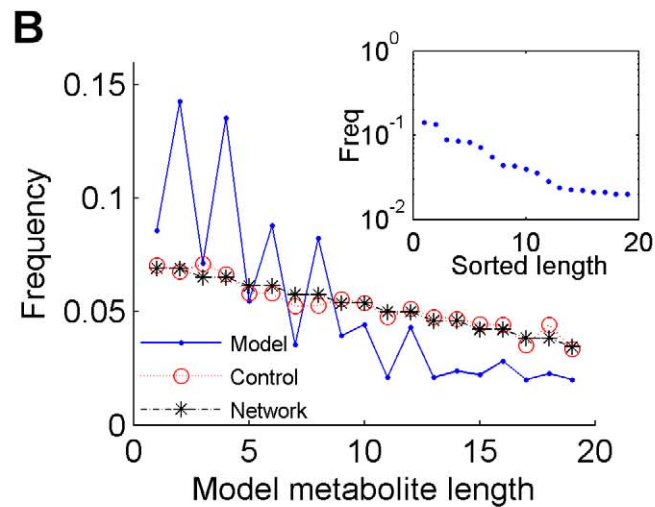 B
0.15
0.1
0.05
0
Frequency
0
5
10
15
20
Model metabolite length
Model
Control
Network
10^0
10^-1
10^-2
Freq
0
10
20
Sorted length